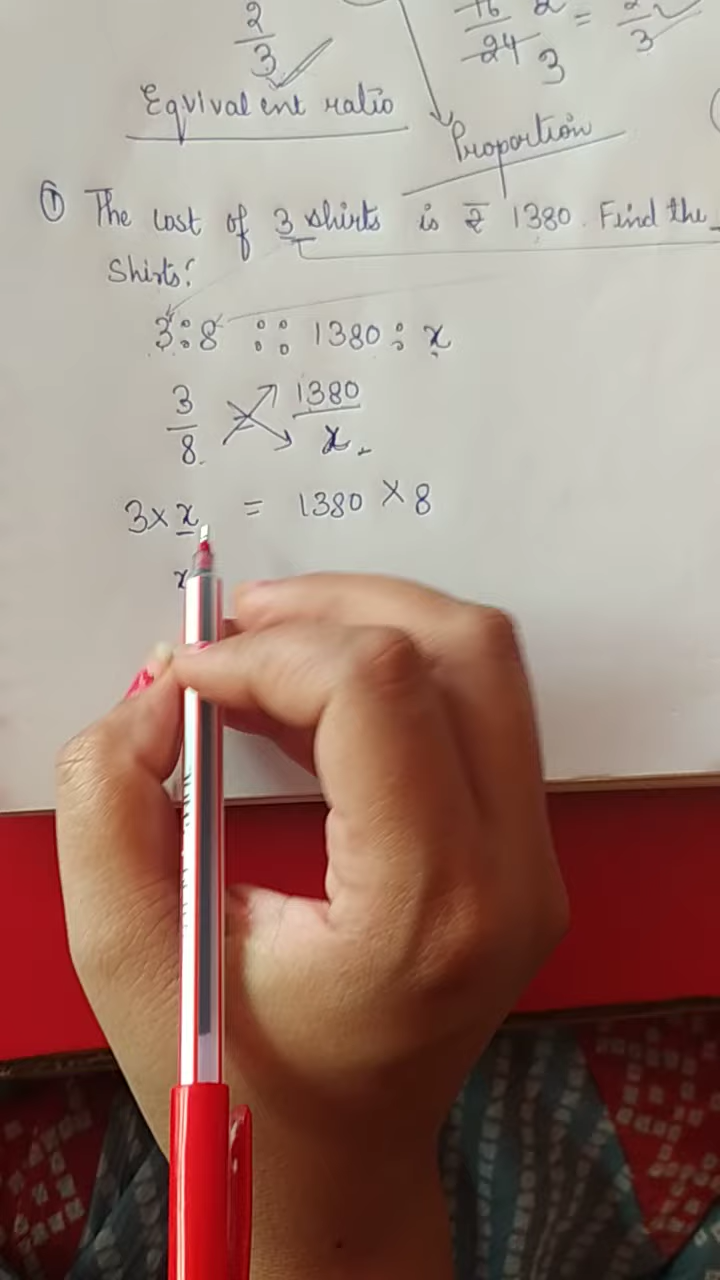 2/3
16/24 2/3 = 2/3
Equivalent ratio
Proportion
① The cost of 3 shirts is ₹ 1380. Find the
Shirts?
3 : 8 :: 1380 : x
3/8 = 1380/x
3 × x = 1380 × 8
x